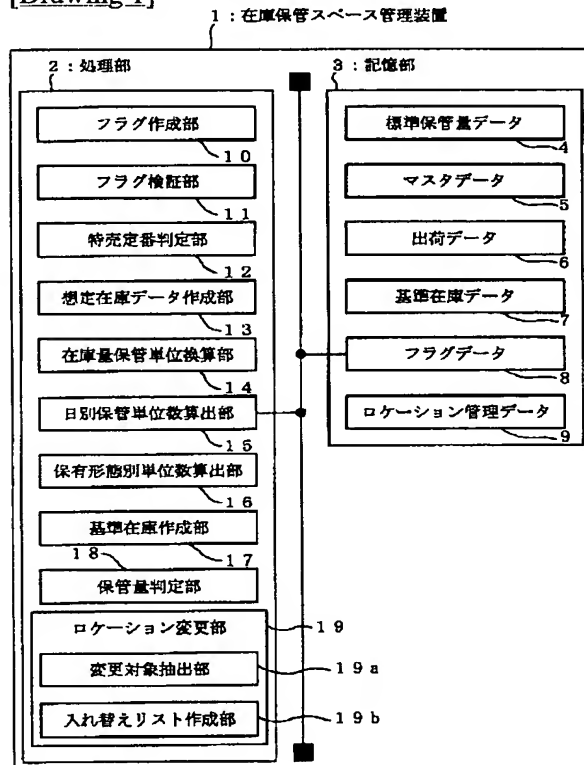 [Drawing 1]
1:在庫保管スペース管理装置
2:処理部
フラグ作成部
10
フラグ検証部
11
特売定番判定部
12
想定在庫データ作成部
13
在庫量保管単位換算部
14
日別保管単位数算出部
15
保有形態別単位数算出部
16
基準在庫作成部
17
18
保管量判定部
ロケーション変更部
19
変更対象抽出部
19a
入れ替えリスト作成部
19b
3:記憶部
標準保管量データ
4
マスタデータ
5
出荷データ
6
基準在庫データ
7
フラグデータ
8
ロケーション管理データ
9